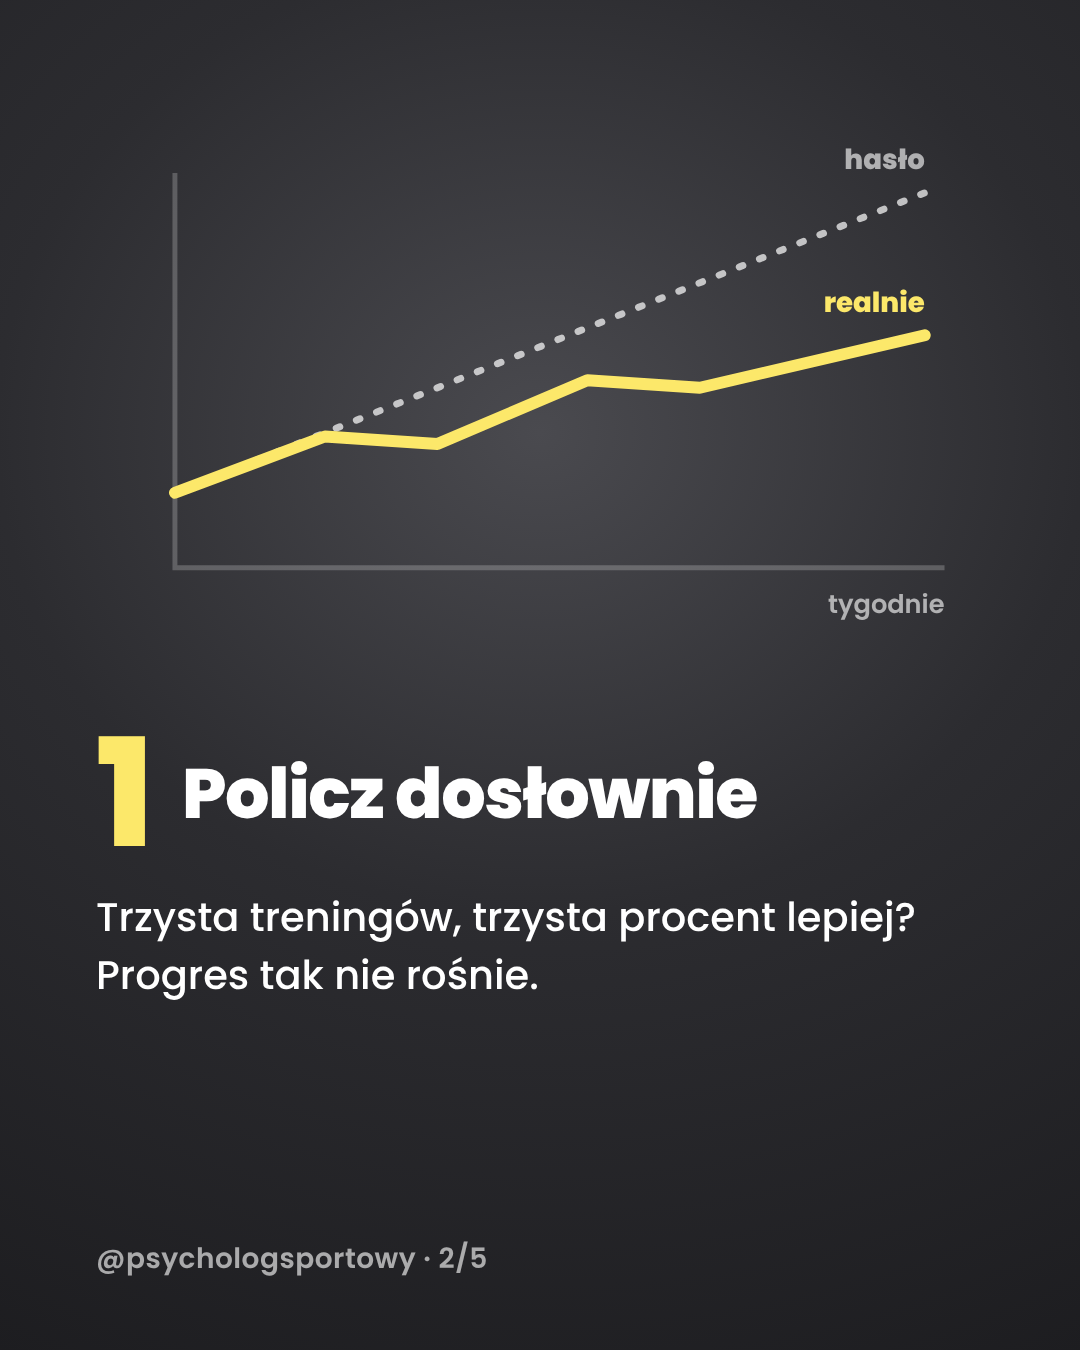 hasło
realnie
tygodnie
1 Policz dosłownie
Trzysta treningów, trzysta procent lepiej?
Progres tak nie rośnie.
@psychologsportowy · 2/5